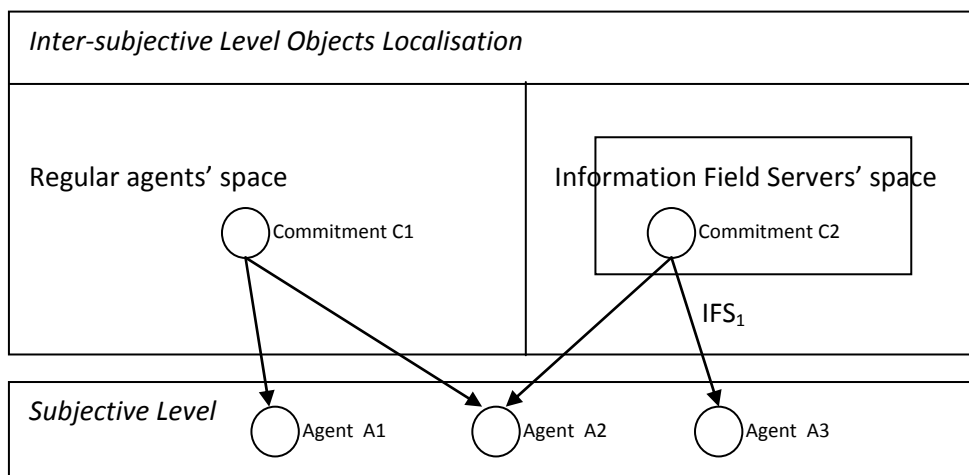 Inter-subjective Level Objects Localisation
Regular agents’ space
Information Field Servers’ space
Commitment C1
Commitment C2
IFS₁
Subjective Level
Agent A1
Agent A2
Agent A3